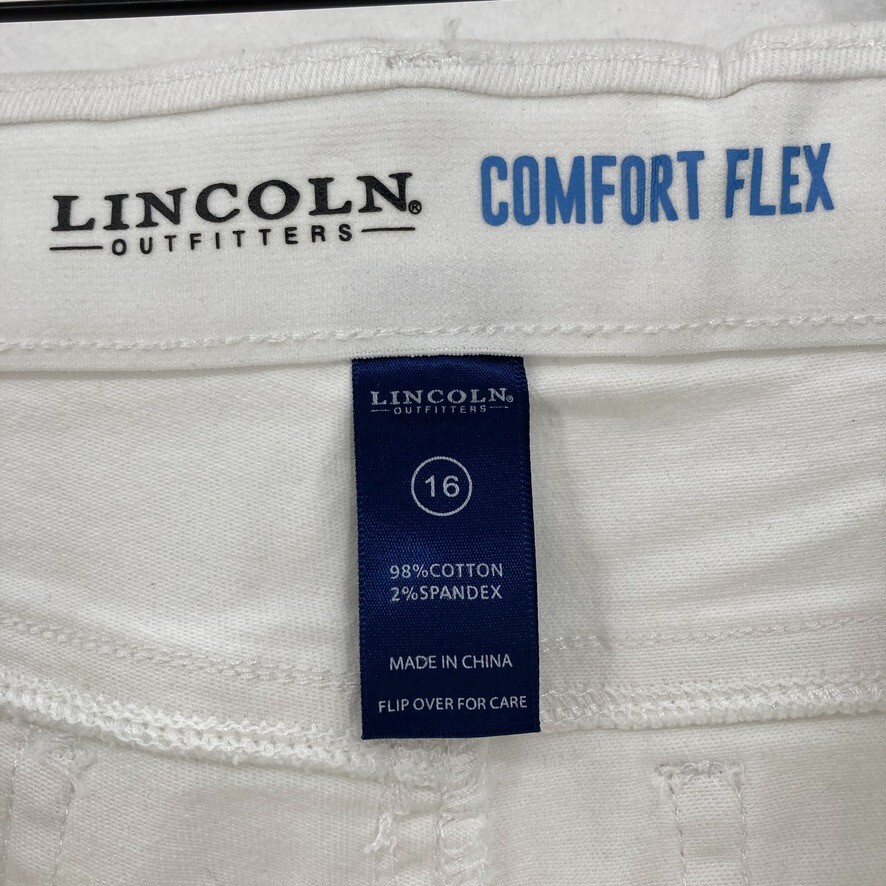 LINCOLN®
OUTFITTERS
COMFORT FLEX
LINCOLN®
OUTFITTERS
16
98%COTTON
2%SPANDEX
MADE IN CHINA
FLIP OVER FOR CARE